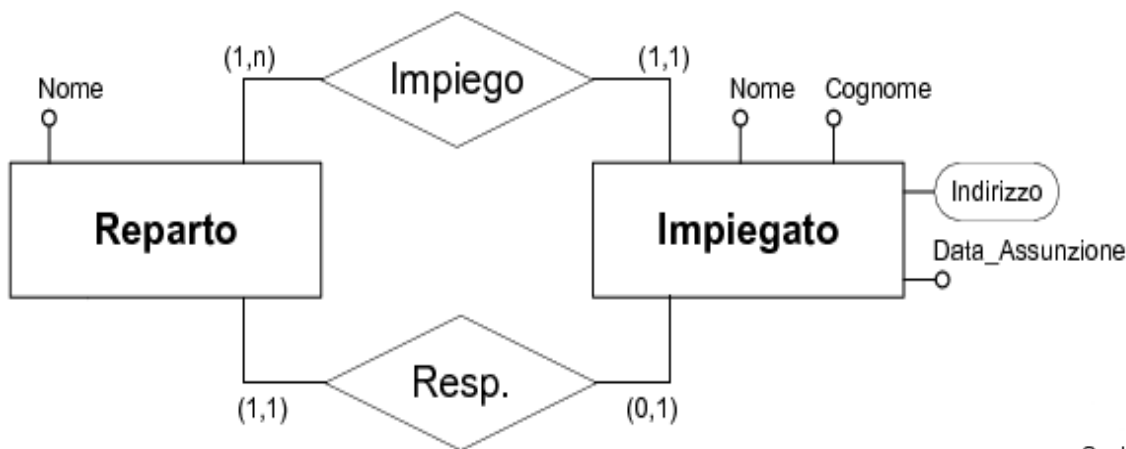 (1,n)
Impiego
(1,1)
Nome
Nome
Cognome
Reparto
Impiegato
Indirizzo
Data_Assunzione
Resp.
(1,1)
(0,1)